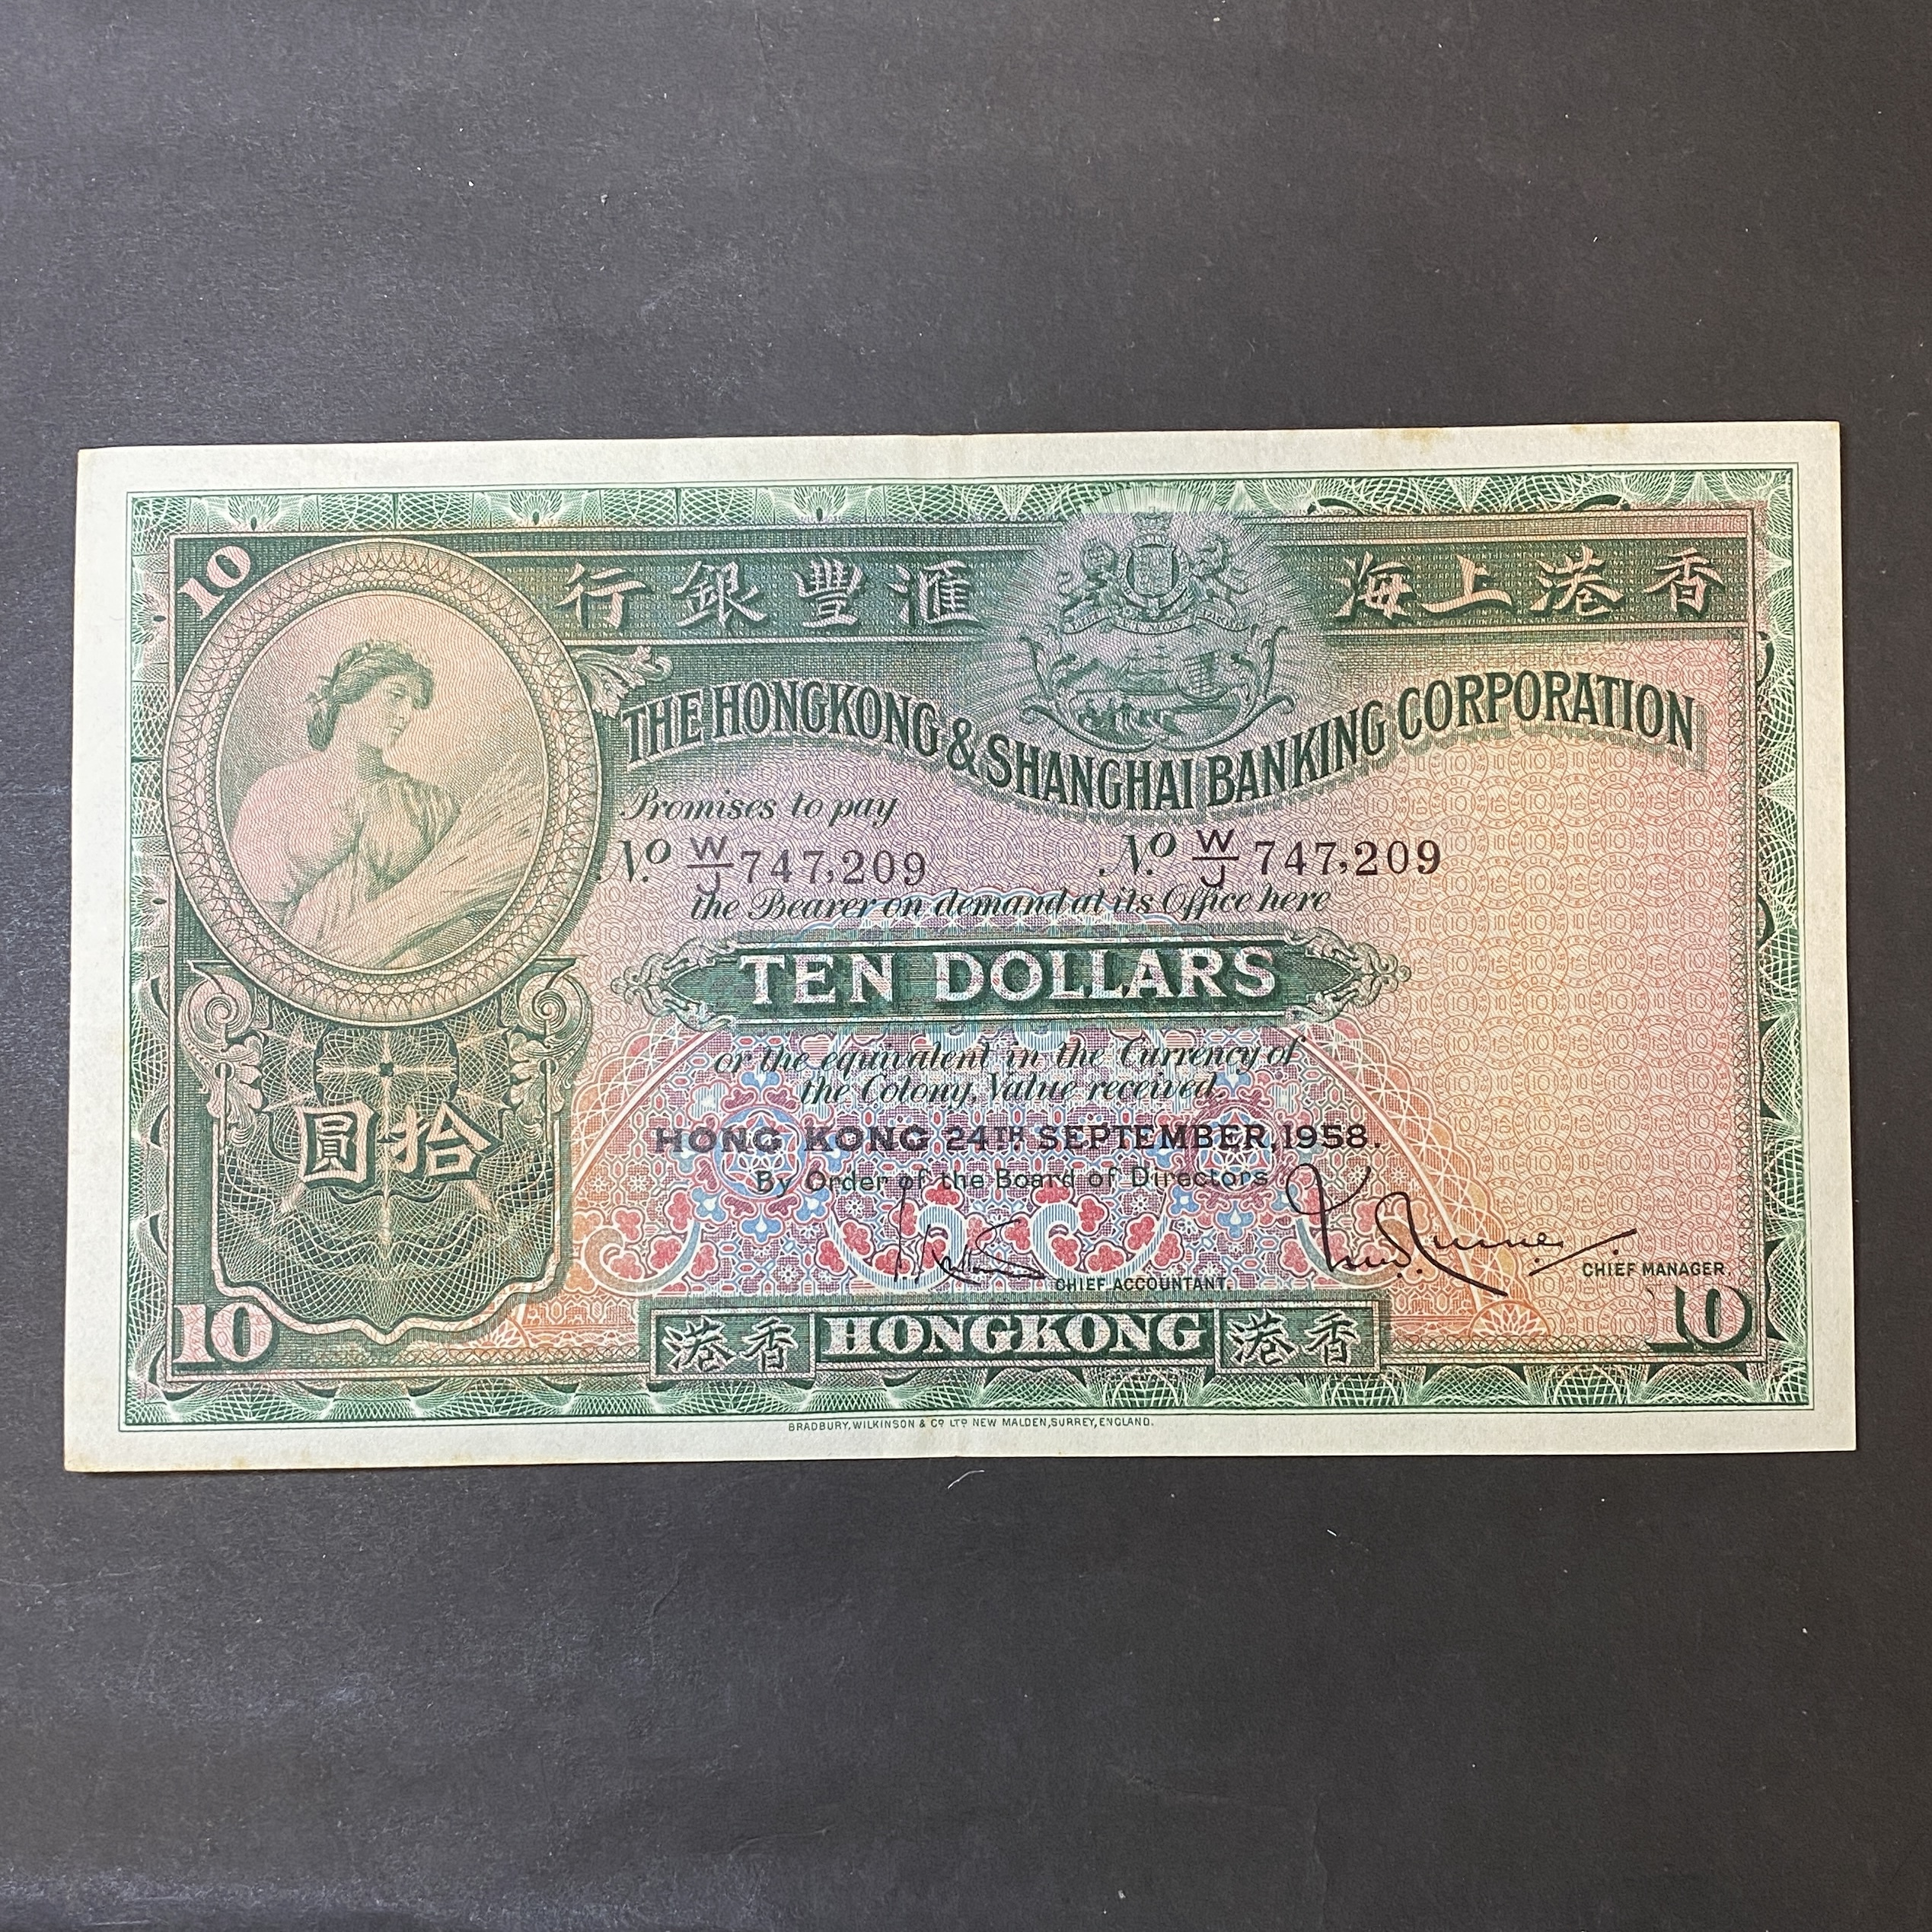 10
行銀豐滙 海上港香
THE HONGKONG & SHANGHAI BANKING CORPORATION
Promises to pay
No. W/J 747,209 No. W/J 747,209
the Bearer on demand at its Office here
TEN DOLLARS
or the equivalent in the Currency of
the Colony, Value received.
圓拾
HONG KONG 24TH SEPTEMBER, 1958.
By Order of the Board of Directors
CHIEF ACCOUNTANT. CHIEF MANAGER
10 10
港香 HONGKONG 港香
BRADBURY, WILKINSON & CO LTD NEW MALDEN, SURREY, ENGLAND.